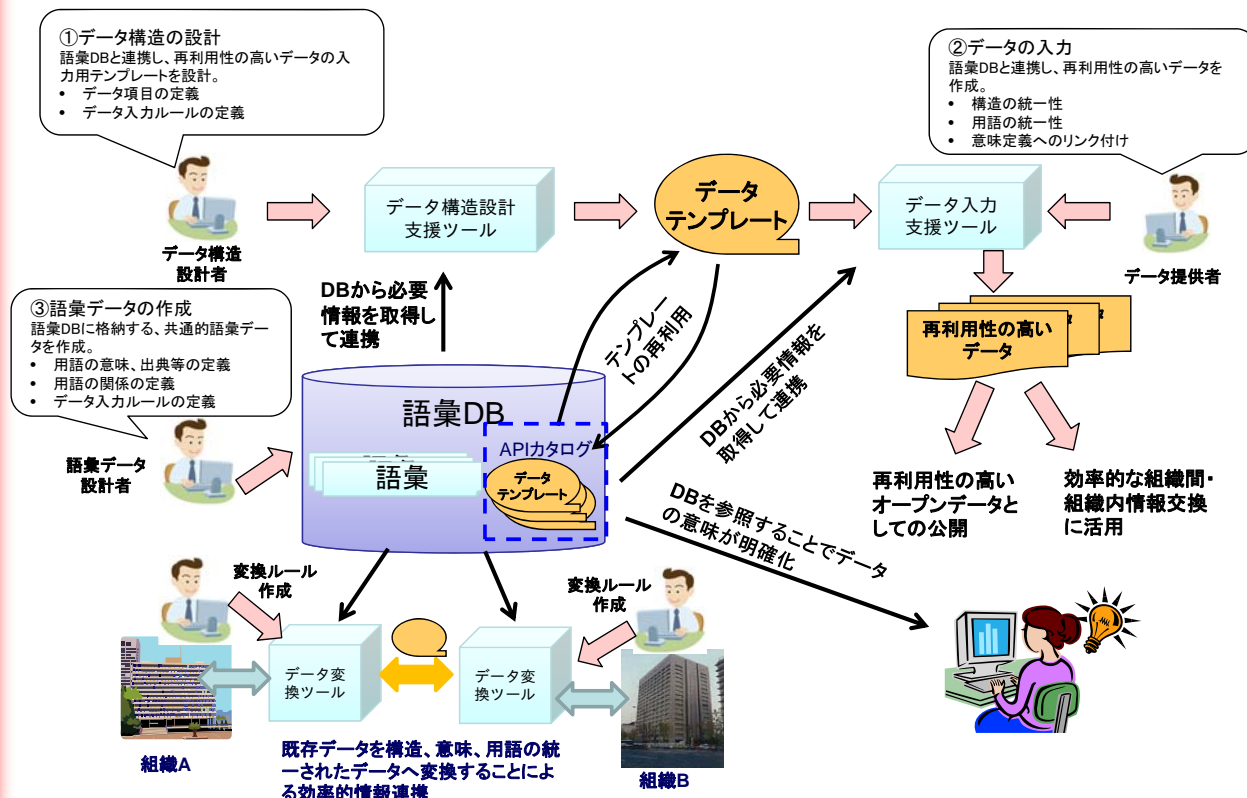 ①データ構造の設計
語彙DBと連携し、再利用性の高いデータの入
力用テンプレートを設計。
• データ項目の定義
• データ入力ルールの定義
②データの入力
語彙DBと連携し、再利用性の高いデータを
作成。
• 構造の統一性
• 用語の統一性
• 意味定義へのリンク付け
データ構造
設計者
データ構造設計
支援ツール
データ
テンプレート
データ入力
支援ツール
データ提供者
③語彙データの作成
語彙DBに格納する、共通的語彙デー
タを作成。
• 用語の意味、出典等の定義
• 用語の関係の定義
• データ入力ルールの定義
DBから必要
情報を取得し
て連携
テンプレー
トの再利用
DBから必要情報を
取得して連携
再利用性の高い
データ
語彙DB
語彙
APIカタログ
データ
テンプレート
語彙データ
設計者
再利用性の高い
オープンデータと
しての公開
効率的な組織間・
組織内情報交換
に活用
DBを参照することでデータ
の意味が明確化
変換ルール
作成
変換ルール
作成
データ変
換ツール
データ変
換ツール
組織A
組織B
既存データを構造、意味、用語の統
一されたデータへ変換することによ
る効率的情報連携